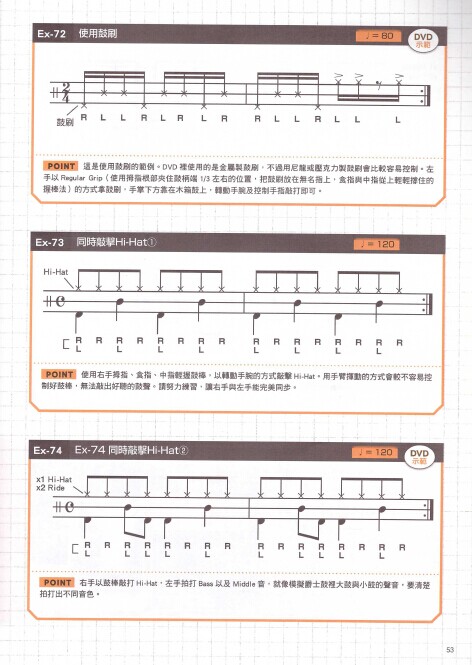 Ex-72 使用鼓刷
♩=80
DVD
示範
2
4
鼓刷
R L L R L R L R R L L R L L L
POINT 這是使用鼓刷的範例。DVD 裡使用的是金屬製鼓刷,不過用尼龍或壓克力製鼓刷會比較容易控制。左
手以 Regular Grip(使用拇指根部夾住鼓柄端 1/3 左右的位置,把鼓刷放在無名指上,食指與中指從上輕輕撐住的
握棒法)的方式拿鼓刷,手掌下方靠在木箱鼓上,轉動手腕及控制手指敲打即可。
Ex-73 同時敲擊Hi-Hat①
♩=120
Hi-Hat
R R R R R R R R R R R R R R R R
L L L L L L L L
POINT 使用右手拇指、食指、中指輕握鼓棒,以轉動手腕的方式敲擊 Hi-Hat。用手臂揮動的方式會較不容易控
制好鼓棒,無法敲出好聽的鼓聲。請努力練習,讓右手與左手能完美同步。
Ex-74 Ex-74 同時敲擊Hi-Hat②
♩=120
DVD
示範
x1 Hi-Hat
x2 Ride
R R R R R R R R R R R R R R R R
L L L L L L L L
POINT 右手以鼓棒敲打 Hi-Hat,左手拍打 Bass 以及 Middle 音,就像模擬爵士鼓裡大鼓與小鼓的聲音,要清楚
拍打出不同音色。
53